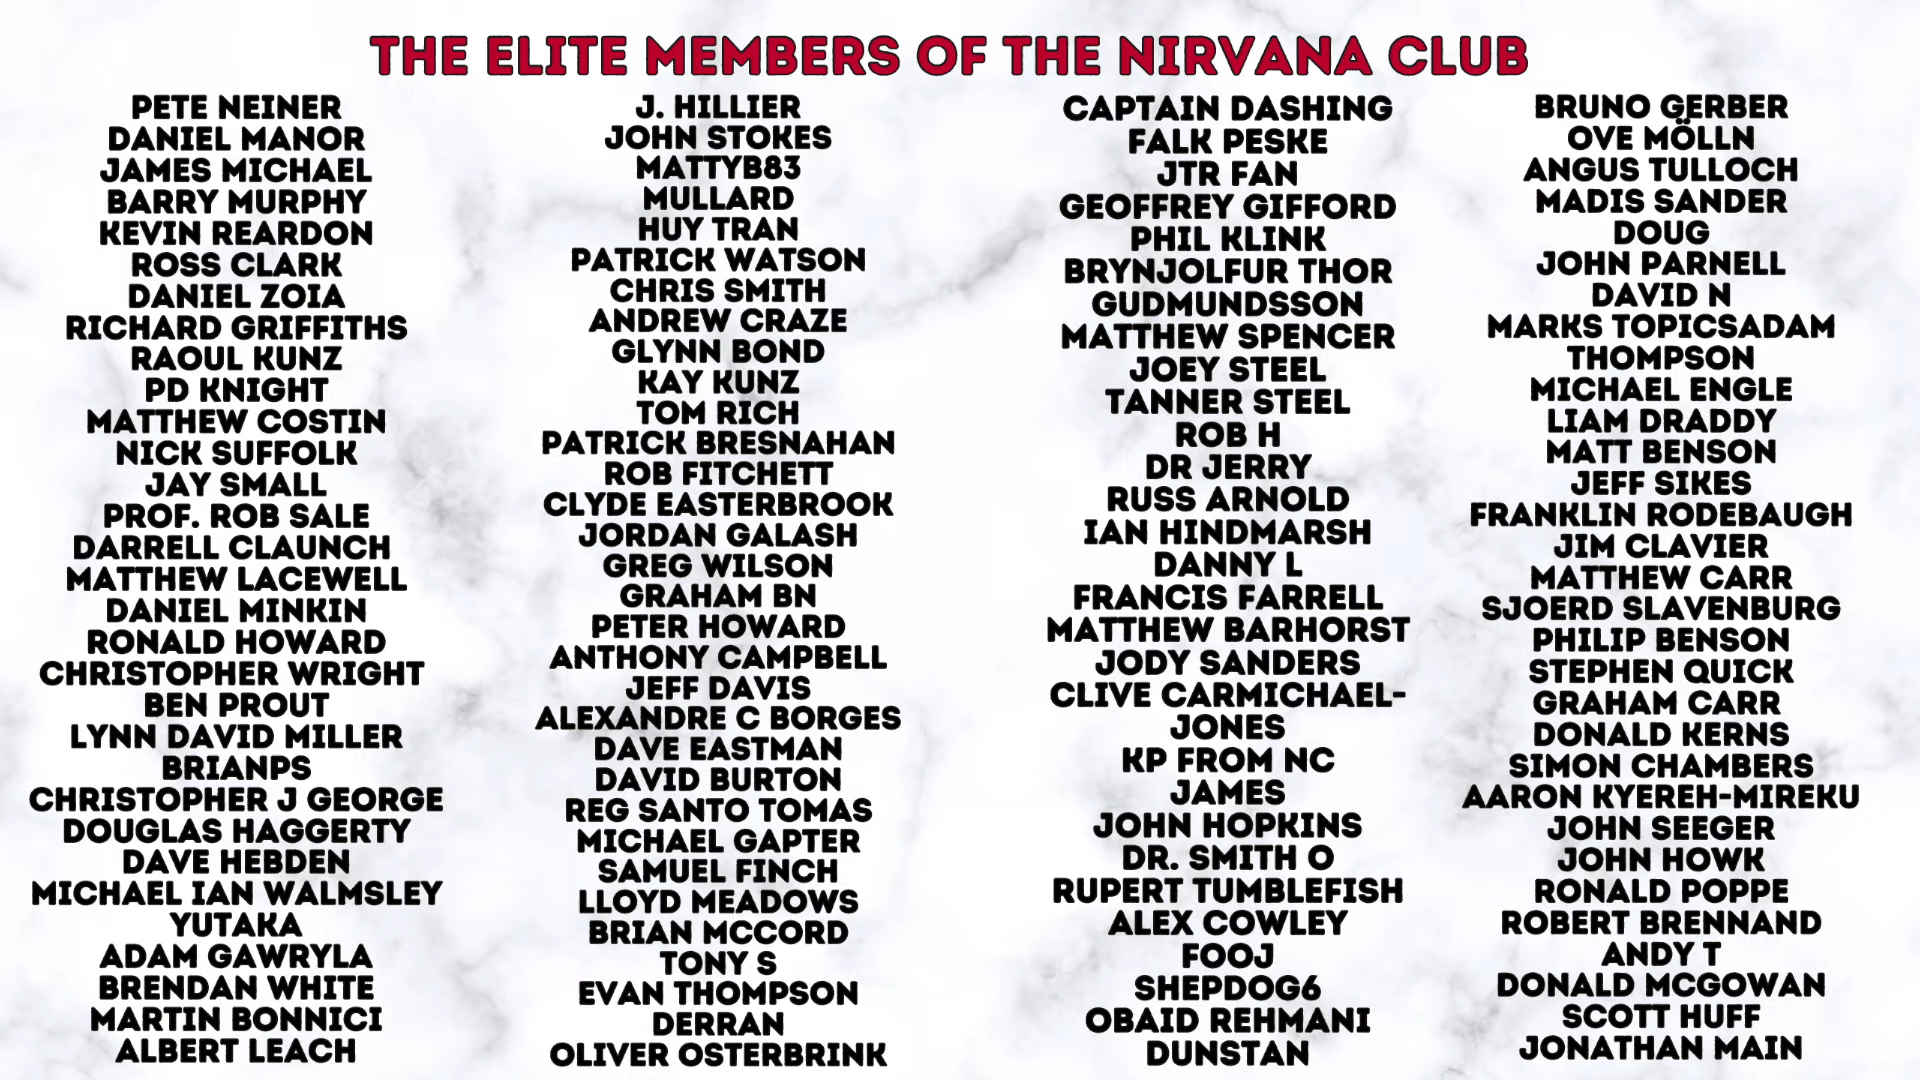 THE ELITE MEMBERS OF THE NIRVANA CLUB
PETE NEINER
DANIEL MANOR
JAMES MICHAEL
BARRY MURPHY
KEVIN REARDON
ROSS CLARK
DANIEL ZOIA
RICHARD GRIFFITHS
RAOUL KUNZ
PD KNIGHT
MATTHEW COSTIN
NICK SUFFOLK
JAY SMALL
PROF. ROB SALE
DARRELL CLAUNCH
MATTHEW LACEWELL
DANIEL MINKIN
RONALD HOWARD
CHRISTOPHER WRIGHT
BEN PROUT
LYNN DAVID MILLER
BRIANPS
CHRISTOPHER J GEORGE
DOUGLAS HAGGERTY
DAVE HEBDEN
MICHAEL IAN WALMSLEY
YUTAKA
ADAM GAWRYLA
BRENDAN WHITE
MARTIN BONNICI
ALBERT LEACH
J. HILLIER
JOHN STOKES
MATTYB83
MULLARD
HUY TRAN
PATRICK WATSON
CHRIS SMITH
ANDREW CRAZE
GLYNN BOND
KAY KUNZ
TOM RICH
PATRICK BRESNAHAN
ROB FITCHETT
CLYDE EASTERBROOK
JORDAN GALASH
GREG WILSON
GRAHAM BN
PETER HOWARD
ANTHONY CAMPBELL
JEFF DAVIS
ALEXANDRE C BORGES
DAVE EASTMAN
DAVID BURTON
REG SANTO TOMAS
MICHAEL GAPTER
SAMUEL FINCH
LLOYD MEADOWS
BRIAN MCCORD
TONY S
EVAN THOMPSON
DERRAN
OLIVER OSTERBRINK
CAPTAIN DASHING
FALK PESKE
JTR FAN
GEOFFREY GIFFORD
PHIL KLINK
BRYNJOLFUR THOR
GUDMUNDSSON
MATTHEW SPENCER
JOEY STEEL
TANNER STEEL
ROB H
DR JERRY
RUSS ARNOLD
IAN HINDMARSH
DANNY L
FRANCIS FARRELL
MATTHEW BARHORST
JODY SANDERS
CLIVE CARMICHAEL-
JONES
KP FROM NC
JAMES
JOHN HOPKINS
DR. SMITH O
RUPERT TUMBLEFISH
ALEX COWLEY
FOOJ
SHEPDOG6
OBAID REHMANI
DUNSTAN
BRUNO GERBER
OVE MÖLLN
ANGUS TULLOCH
MADIS SANDER
DOUG
JOHN PARNELL
DAVID N
MARKS TOPICSADAM
THOMPSON
MICHAEL ENGLE
LIAM DRADDY
MATT BENSON
JEFF SIKES
FRANKLIN RODEBAUGH
JIM CLAVIER
MATTHEW CARR
SJOERD SLAVENBURG
PHILIP BENSON
STEPHEN QUICK
GRAHAM CARR
DONALD KERNS
SIMON CHAMBERS
AARON KYEREH-MIREKU
JOHN SEEGER
JOHN HOWK
RONALD POPPE
ROBERT BRENNAND
ANDY T
DONALD MCGOWAN
SCOTT HUFF
JONATHAN MAIN